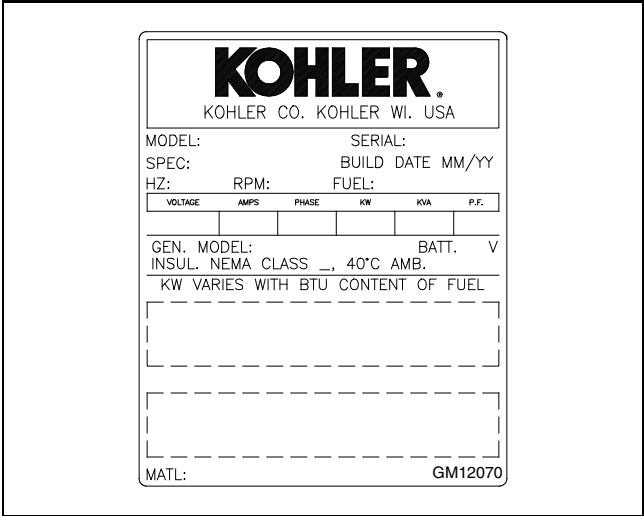 KOHLER®
KOHLER CO. KOHLER WI. USA
MODEL: SERIAL:
SPEC: BUILD DATE MM/YY
HZ: RPM: FUEL:
VOLTAGE AMPS PHASE KW KVA P.F.
GEN. MODEL: BATT. V
INSUL. NEMA CLASS _, 40°C AMB.
KW VARIES WITH BTU CONTENT OF FUEL
MATL: GM12070